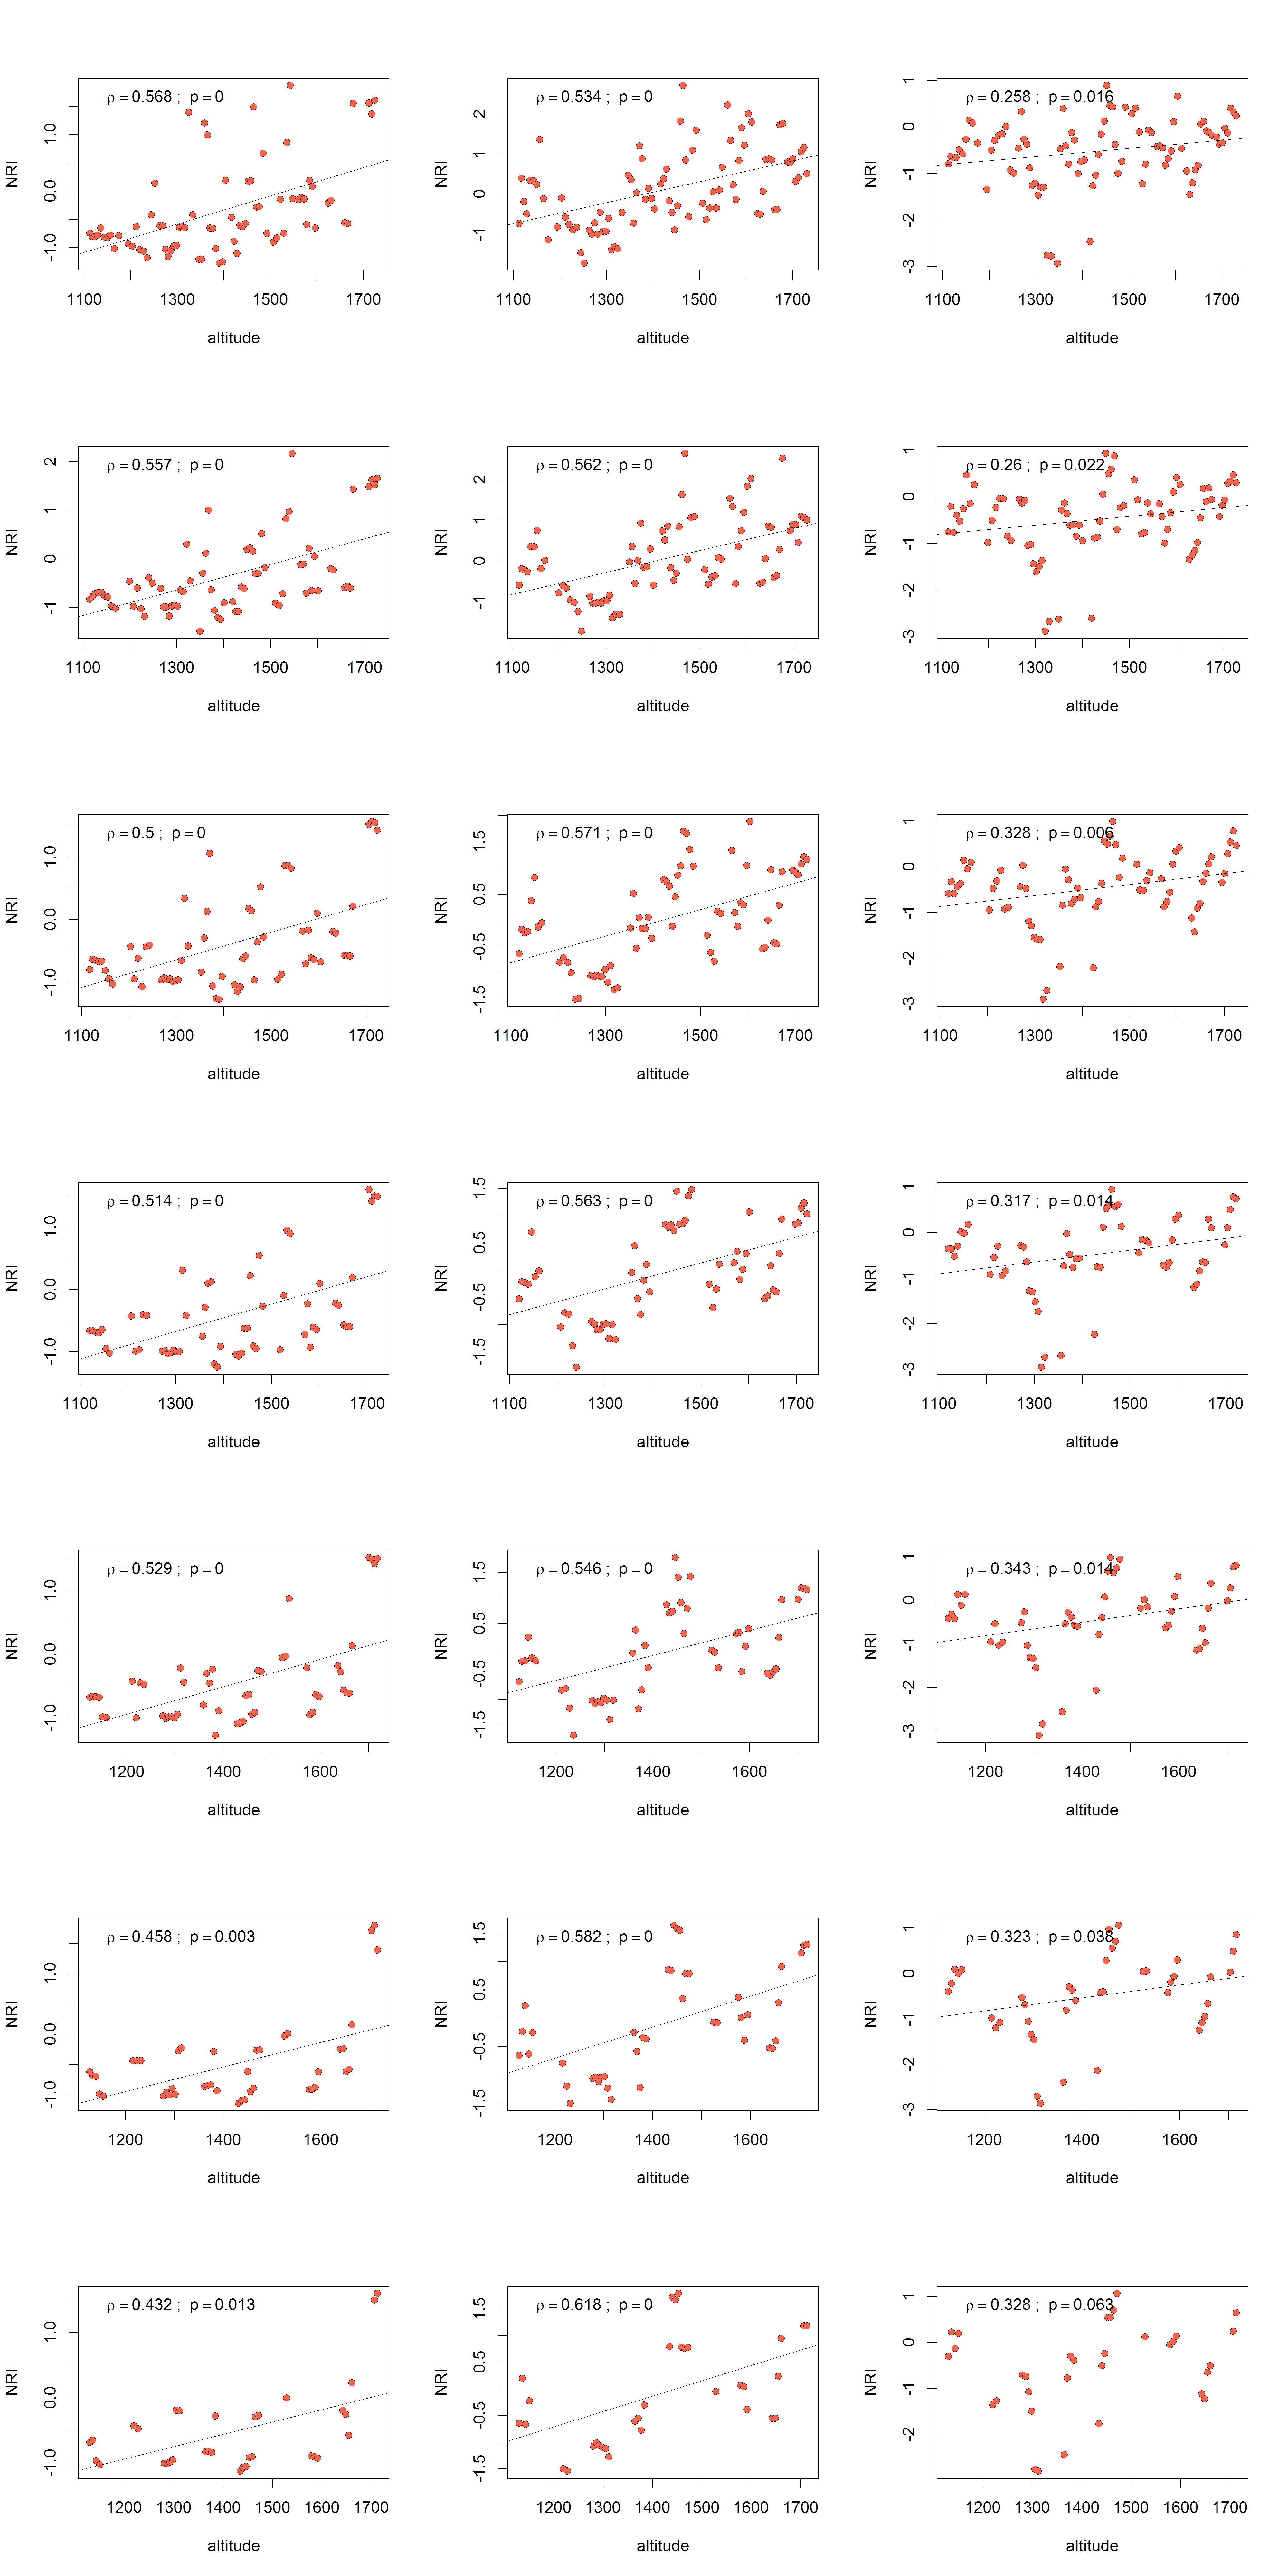 ρ = 0.568 ; p = 0
NRI
1.0
0.0
-1.0
1100 1300 1500 1700
altitude
ρ = 0.534 ; p = 0
NRI
2
1
0
-1
1100 1300 1500 1700
altitude
ρ = 0.258 ; p = 0.016
NRI
1
0
-1
-2
-3
1100 1300 1500 1700
altitude
ρ = 0.557 ; p = 0
NRI
2
1
0
-1
1100 1300 1500 1700
altitude
ρ = 0.562 ; p = 0
NRI
2
1
0
-1
1100 1300 1500 1700
altitude
ρ = 0.26 ; p = 0.022
NRI
1
0
-1
-2
-3
1100 1300 1500 1700
altitude
ρ = 0.5 ; p = 0
NRI
1.0
0.0
-1.0
1100 1300 1500 1700
altitude
ρ = 0.571 ; p = 0
NRI
1.5
0.5
-0.5
-1.5
1100 1300 1500 1700
altitude
ρ = 0.328 ; p = 0.006
NRI
1
0
-1
-2
-3
1100 1300 1500 1700
altitude
ρ = 0.514 ; p = 0
NRI
1.0
0.0
-1.0
1100 1300 1500 1700
altitude
ρ = 0.563 ; p = 0
NRI
1.5
0.5
-0.5
-1.5
1100 1300 1500 1700
altitude
ρ = 0.317 ; p = 0.014
NRI
1
0
-1
-2
-3
1100 1300 1500 1700
altitude
ρ = 0.529 ; p = 0
NRI
1.0
0.0
-1.0
1200 1400 1600
altitude
ρ = 0.546 ; p = 0
NRI
1.5
0.5
-0.5
-1.5
1200 1400 1600
altitude
ρ = 0.343 ; p = 0.014
NRI
1
0
-1
-2
-3
1200 1400 1600
altitude
ρ = 0.458 ; p = 0.003
NRI
1.0
0.0
-1.0
1200 1400 1600
altitude
ρ = 0.582 ; p = 0
NRI
1.5
0.5
-0.5
-1.5
1200 1400 1600
altitude
ρ = 0.323 ; p = 0.038
NRI
1
0
-1
-2
-3
1200 1400 1600
altitude
ρ = 0.432 ; p = 0.013
NRI
1.0
0.0
-1.0
1200 1300 1400 1500 1600 1700
altitude
ρ = 0.618 ; p = 0
NRI
1.5
0.5
-0.5
-1.5
1200 1300 1400 1500 1600 1700
altitude
ρ = 0.328 ; p = 0.063
NRI
1
0
-1
-2
1200 1300 1400 1500 1600 1700
altitude